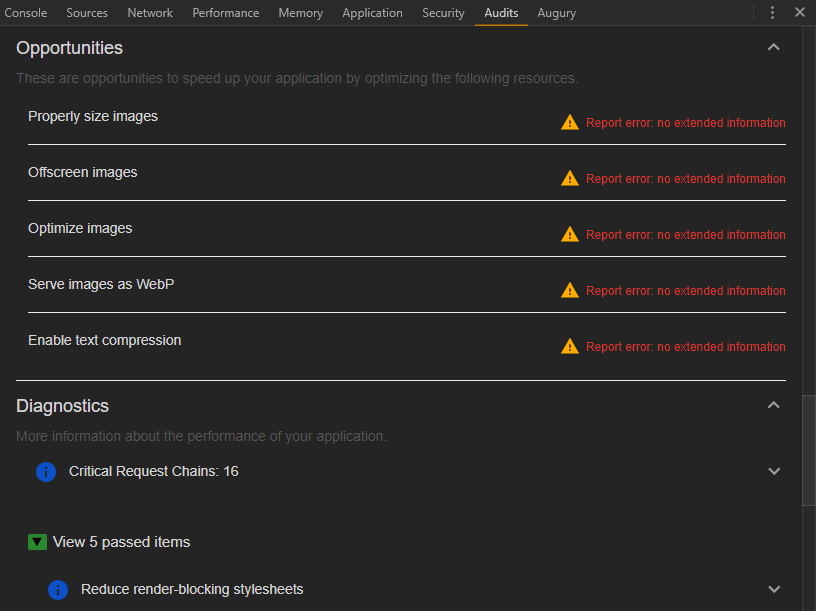 Console Sources Network Performance Memory Application Security Audits Augury
Opportunities
These are opportunities to speed up your application by optimizing the following resources.
Properly size images Report error: no extended information
Offscreen images Report error: no extended information
Optimize images Report error: no extended information
Serve images as WebP Report error: no extended information
Enable text compression Report error: no extended information
Diagnostics
More information about the performance of your application.
Critical Request Chains: 16
View 5 passed items
Reduce render-blocking stylesheets